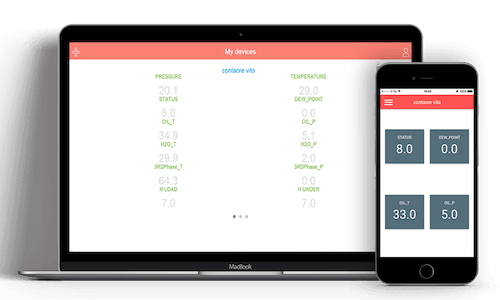 My devices
contaore vito
PRESSURE TEMPERATURE
20.1 29.0
STATUS DEW_POINT
8.0 0.0
OIL_T OIL_P
34.9 5.1
H2O_T H2O_P
29.9 2.0
3RDPhase_T 3RDPhase_P
64.3 0.0
H LOAD H UNDER
7.0 7.0
MacBook
contaore vito
STATUS DEW_POINT
8.0 0.0
OIL_T OIL_P
33.0 5.0